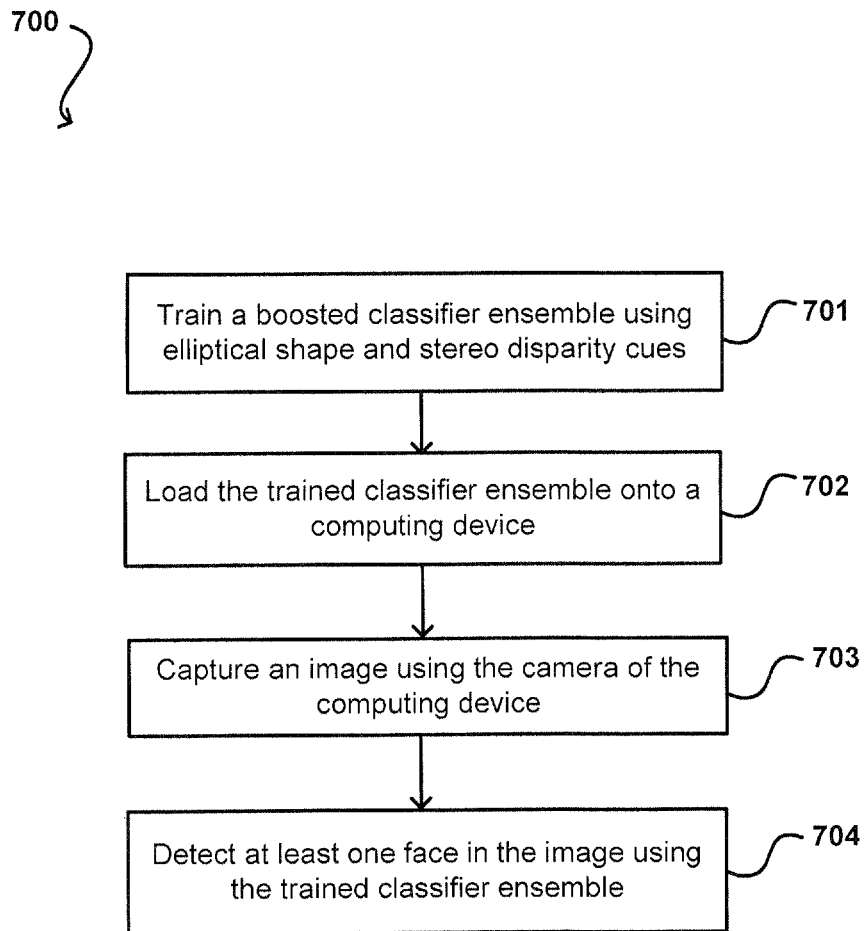 700
Train a boosted classifier ensemble using
elliptical shape and stereo disparity cues
701
Load the trained classifier ensemble onto a
computing device
702
Capture an image using the camera of the
computing device
703
Detect at least one face in the image using
the trained classifier ensemble
704